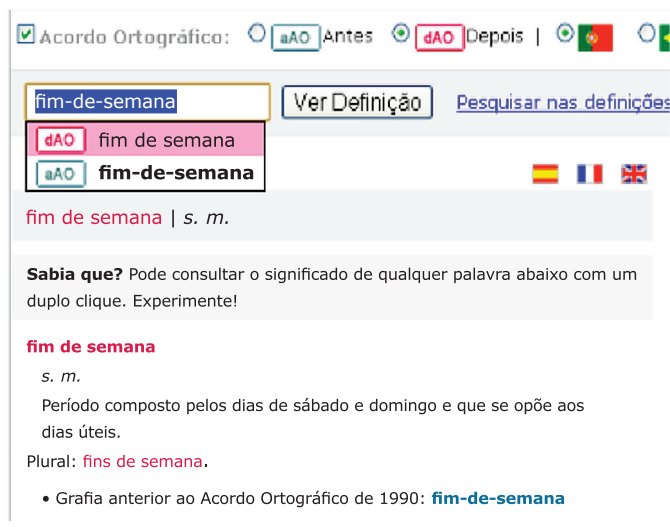 Acordo Ortográfico: aAO Antes dAO Depois |
fim-de-semana Ver Definição Pesquisar nas definições
dAO fim de semana
aAO fim-de-semana
fim de semana | s. m.
Sabia que? Pode consultar o significado de qualquer palavra abaixo com um
duplo clique. Experimente!
fim de semana
s. m.
Período composto pelos dias de sábado e domingo e que se opõe aos
dias úteis.
Plural: fins de semana.
• Grafia anterior ao Acordo Ortográfico de 1990: fim-de-semana